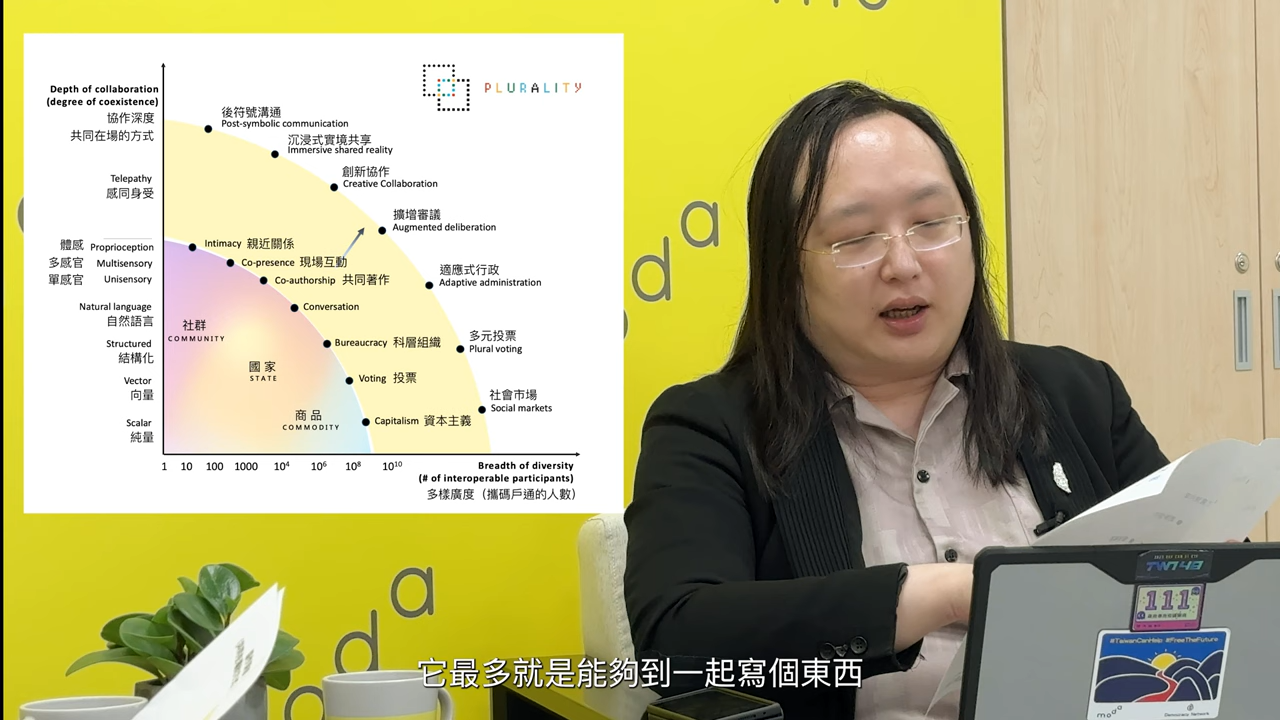 PLURALITY
Depth of collaboration
(degree of coexistence)
協作深度
共同在場的方式
Telepathy
感同身受
體感 Proprioception
多感官 Multisensory
單感官 Unisensory
Natural language
自然語言
Structured
結構化
Vector
向量
Scalar
純量
後符號溝通
Post-symbolic communication
沉浸式實境共享
Immersive shared reality
創新協作
Creative Collaboration
擴增審議
Augmented deliberation
適應式行政
Adaptive administration
多元投票
Plural voting
社會市場
Social markets
Intimacy 親近關係
Co-presence 現場互動
Co-authorship 共同著作
Conversation
Bureaucracy 科層組織
Voting 投票
Capitalism 資本主義
社群
COMMUNITY
國家
STATE
商品
COMMODITY
1 10 100 1000 10⁴ 10⁶ 10⁸ 10¹⁰
Breadth of diversity
(# of interoperable participants)
多樣廣度（攜碼戶通的人數）
da
da
111
#TaiwanCanHelp #FreeTheFuture
moda
Democracy Network
它最多就是能夠到一起寫個東西